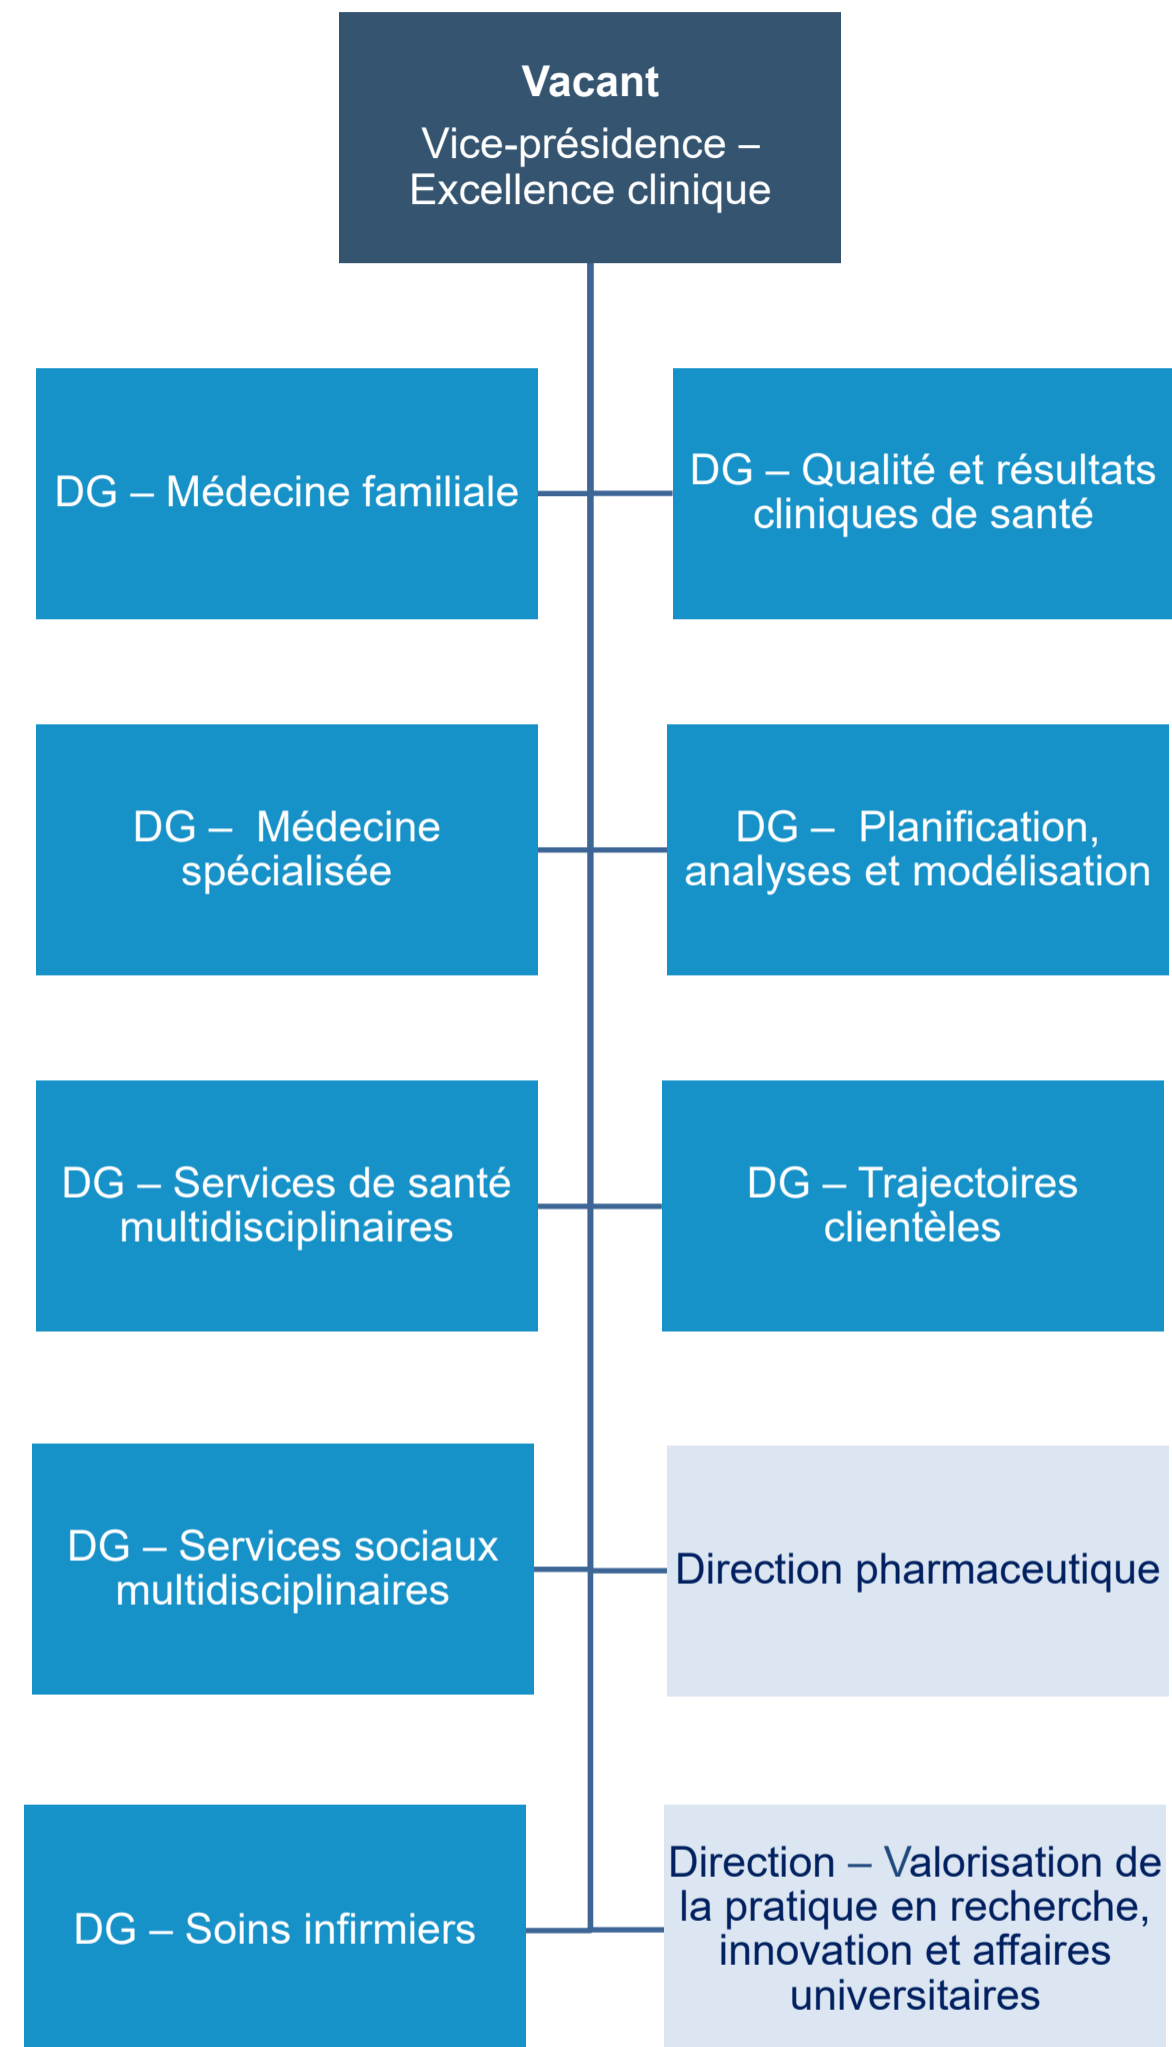 Vacant
Vice-présidence –
Excellence clinique
DG – Médecine familiale
DG – Qualité et résultats
cliniques de santé
DG –  Médecine
spécialisée
DG –  Planification,
analyses et modélisation
DG – Services de santé
multidisciplinaires
DG – Trajectoires
clientèles
DG – Services sociaux
multidisciplinaires
Direction pharmaceutique
DG – Soins infirmiers
Direction – Valorisation de
la pratique en recherche,
innovation et affaires
universitaires